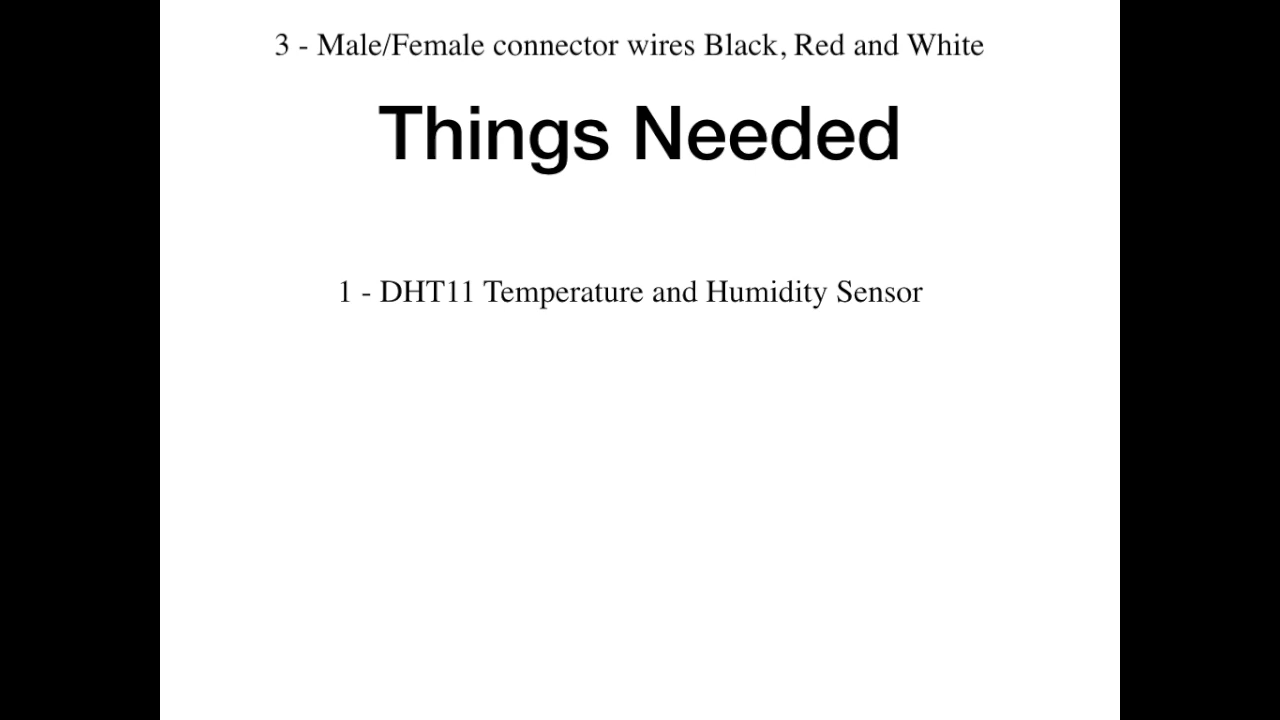 3 - Male/Female connector wires Black, Red and White
Things Needed
1 - DHT11 Temperature and Humidity Sensor